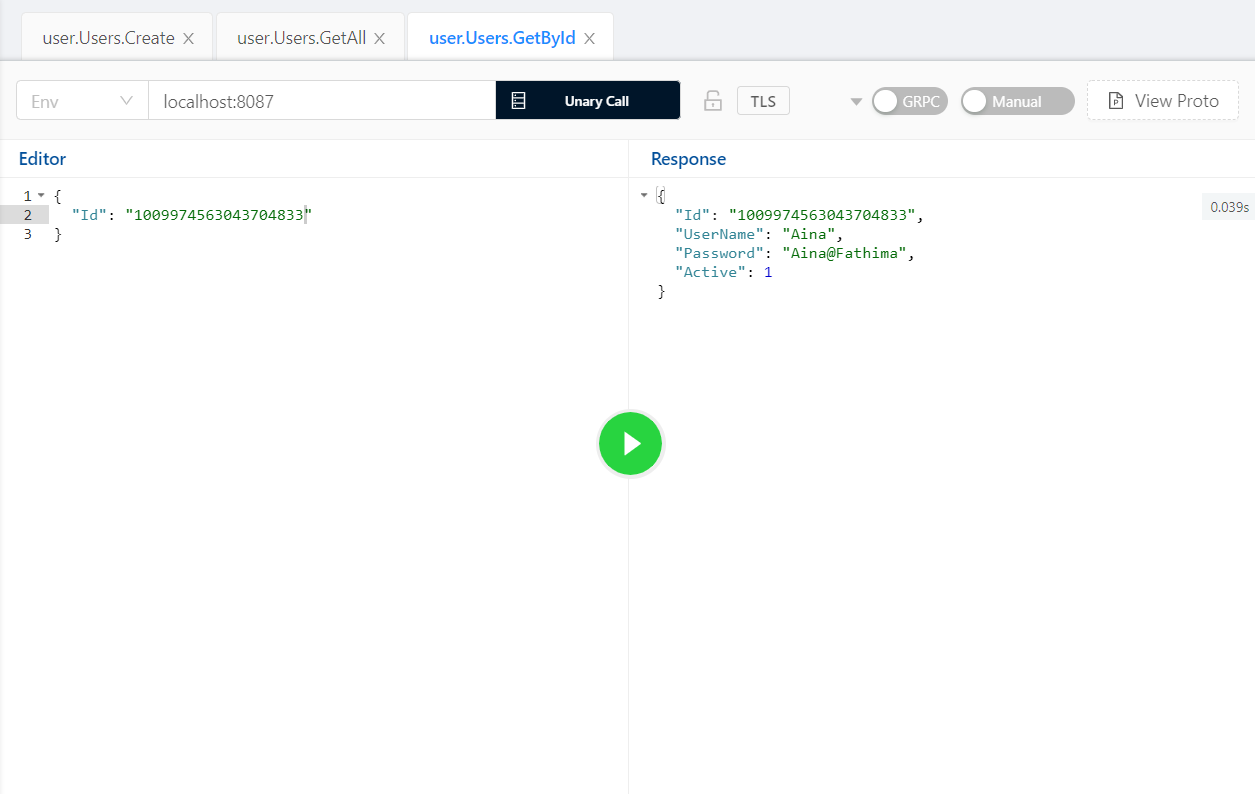 user.Users.Create
user.Users.GetAll
user.Users.GetById
Env
localhost:8087
Unary Call
TLS
GRPC
Manual
View Proto
Editor
1 {
2 "Id": "1009974563043704833"
3 }
Response
{
"Id": "1009974563043704833",
"UserName": "Aina",
"Password": "Aina@Fathima",
"Active": 1
}
0.039s